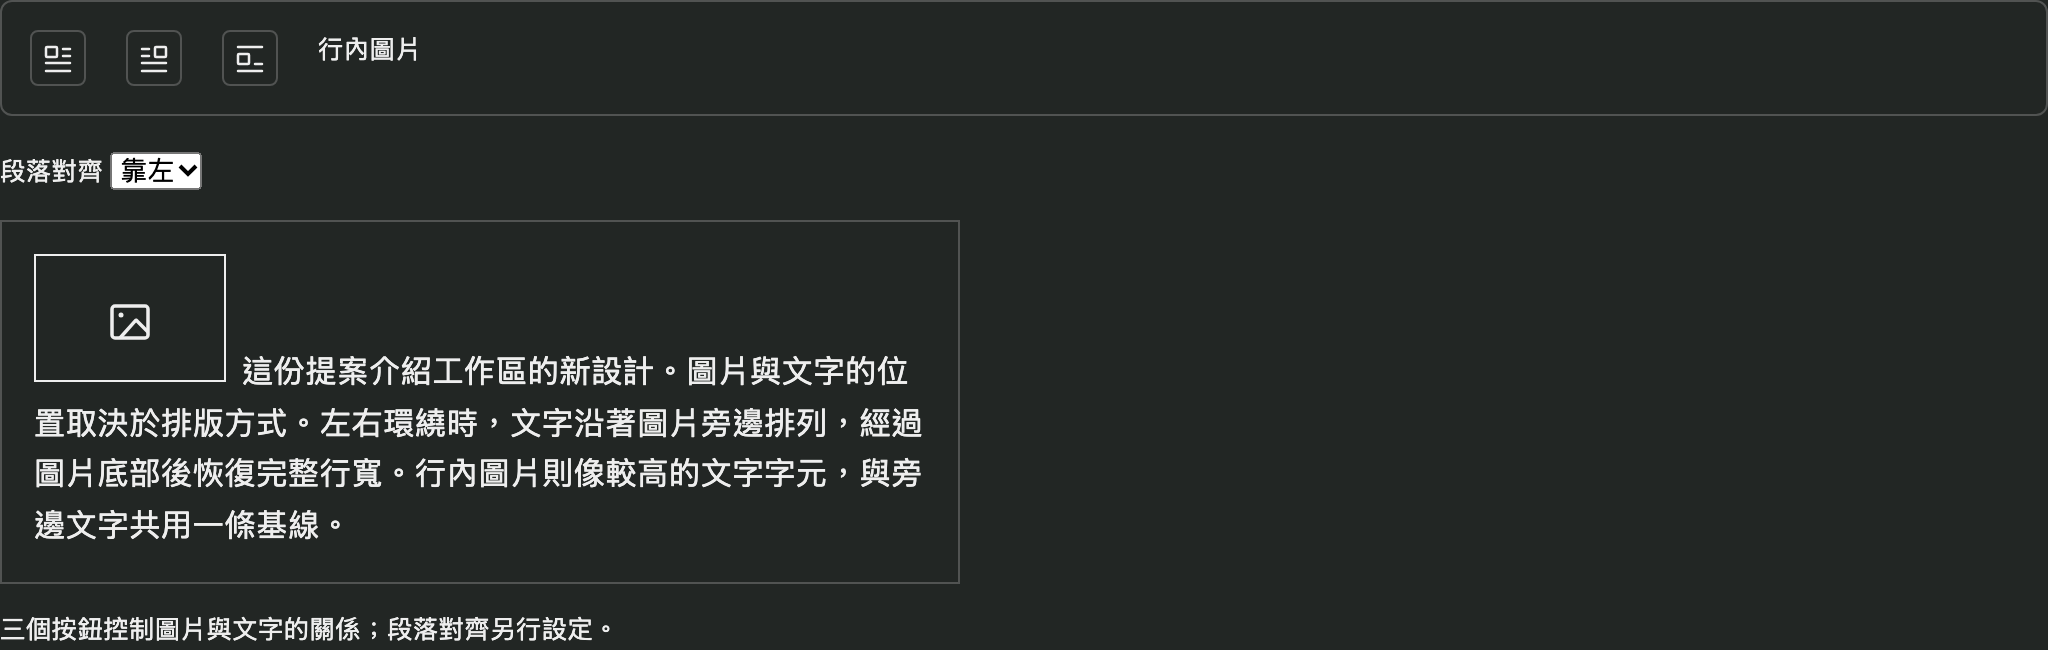 行內圖片
段落對齊 靠左
這份提案介紹工作區的新設計。圖片與文字的位
置取決於排版方式。左右環繞時，文字沿著圖片旁邊排列，經過
圖片底部後恢復完整行寬。行內圖片則像較高的文字字元，與旁
邊文字共用一條基線。
三個按鈕控制圖片與文字的關係；段落對齊另行設定。